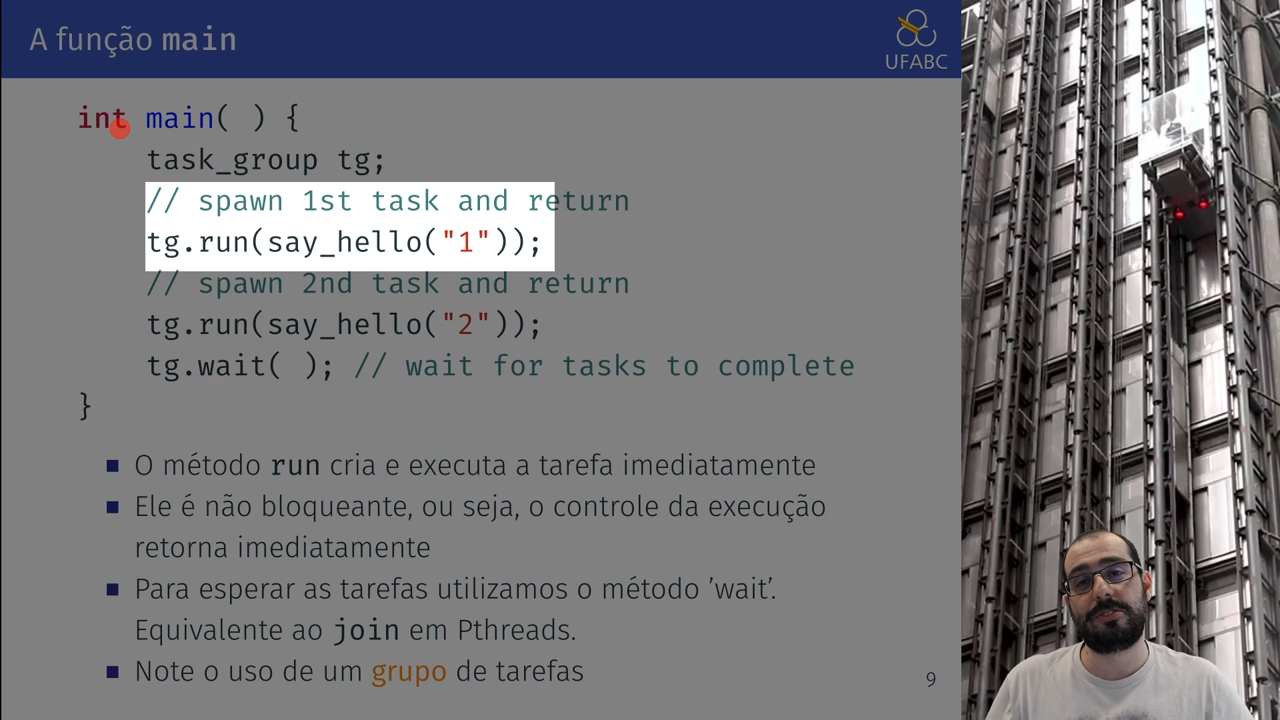 A função main
UFABC
int main( ) {
task_group tg;
// spawn 1st task and return
tg.run(say_hello("1"));
// spawn 2nd task and return
tg.run(say_hello("2"));
tg.wait( ); // wait for tasks to complete
}
O método run cria e executa a tarefa imediatamente
Ele é não bloqueante, ou seja, o controle da execução
retorna imediatamente
Para esperar as tarefas utilizamos o método ’wait’.
Equivalente ao join em Pthreads.
Note o uso de um grupo de tarefas
9